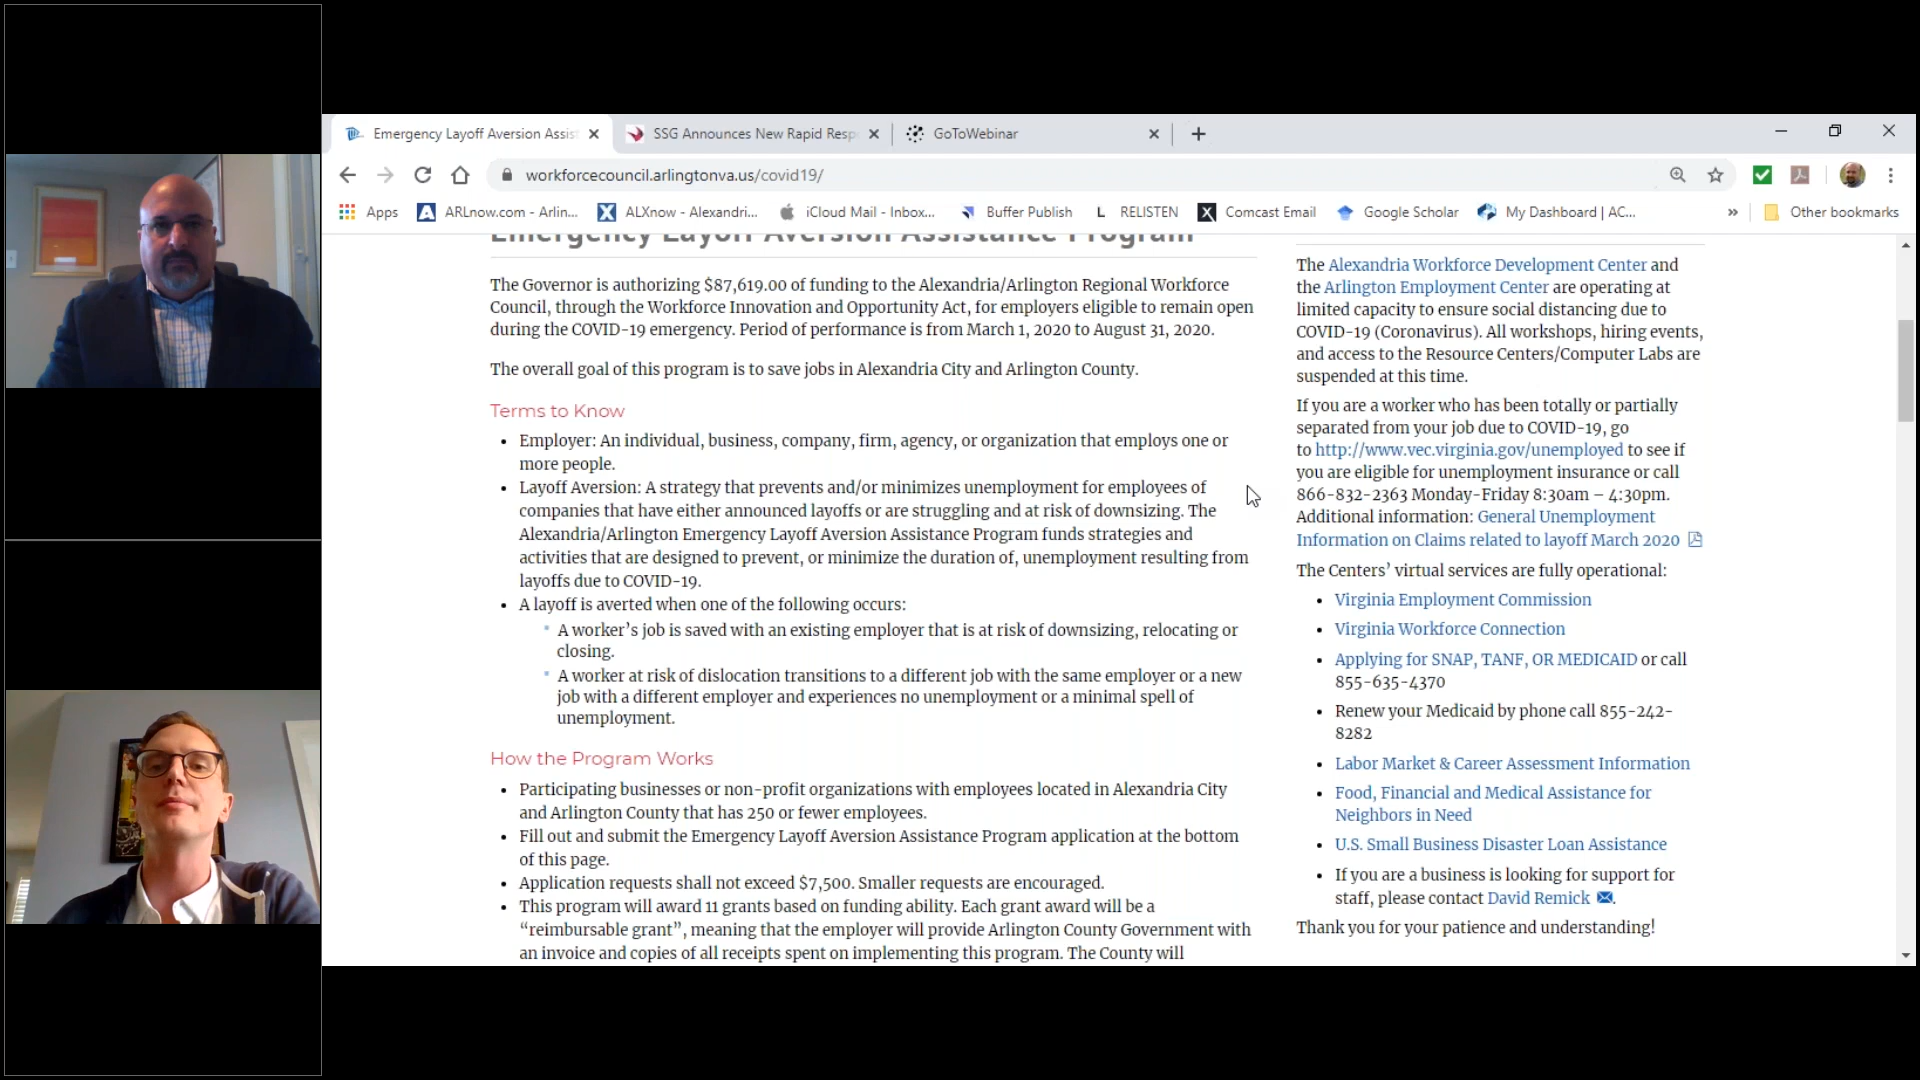 Emergency Layoff Aversion Assis
SSG Announces New Rapid Resp
GoToWebinar
workforcecouncil.arlingtonva.us/covid19/
Apps
ARLnow.com - Arlin...
ALXnow - Alexandri...
iCloud Mail - Inbox...
Buffer Publish
L RELISTEN
Comcast Email
Google Scholar
My Dashboard | AC...
»
Other bookmarks
Emergency Layoff Aversion Assistance Program
The Governor is authorizing $87,619.00 of funding to the Alexandria/Arlington Regional Workforce
Council, through the Workforce Innovation and Opportunity Act, for employers eligible to remain open
during the COVID-19 emergency. Period of performance is from March 1, 2020 to August 31, 2020.
The overall goal of this program is to save jobs in Alexandria City and Arlington County.
Terms to Know
• Employer: An individual, business, company, firm, agency, or organization that employs one or
more people.
• Layoff Aversion: A strategy that prevents and/or minimizes unemployment for employees of
companies that have either announced layoffs or are struggling and at risk of downsizing. The
Alexandria/Arlington Emergency Layoff Aversion Assistance Program funds strategies and
activities that are designed to prevent, or minimize the duration of, unemployment resulting from
layoffs due to COVID-19.
• A layoff is averted when one of the following occurs:
A worker’s job is saved with an existing employer that is at risk of downsizing, relocating or
closing.
A worker at risk of dislocation transitions to a different job with the same employer or a new
job with a different employer and experiences no unemployment or a minimal spell of
unemployment.
How the Program Works
• Participating businesses or non-profit organizations with employees located in Alexandria City
and Arlington County that has 250 or fewer employees.
• Fill out and submit the Emergency Layoff Aversion Assistance Program application at the bottom
of this page.
• Application requests shall not exceed $7,500. Smaller requests are encouraged.
• This program will award 11 grants based on funding ability. Each grant award will be a
“reimbursable grant”, meaning that the employer will provide Arlington County Government with
an invoice and copies of all receipts spent on implementing this program. The County will
The Alexandria Workforce Development Center and
the Arlington Employment Center are operating at
limited capacity to ensure social distancing due to
COVID-19 (Coronavirus). All workshops, hiring events,
and access to the Resource Centers/Computer Labs are
suspended at this time.
If you are a worker who has been totally or partially
separated from your job due to COVID-19, go
to http://www.vec.virginia.gov/unemployed to see if
you are eligible for unemployment insurance or call
866-832-2363 Monday-Friday 8:30am – 4:30pm.
Additional information: General Unemployment
Information on Claims related to layoff March 2020
The Centers’ virtual services are fully operational:
• Virginia Employment Commission
• Virginia Workforce Connection
• Applying for SNAP, TANF, OR MEDICAID or call
855-635-4370
• Renew your Medicaid by phone call 855-242-
8282
• Labor Market & Career Assessment Information
• Food, Financial and Medical Assistance for
Neighbors in Need
• U.S. Small Business Disaster Loan Assistance
• If you are a business is looking for support for
staff, please contact David Remick .
Thank you for your patience and understanding!